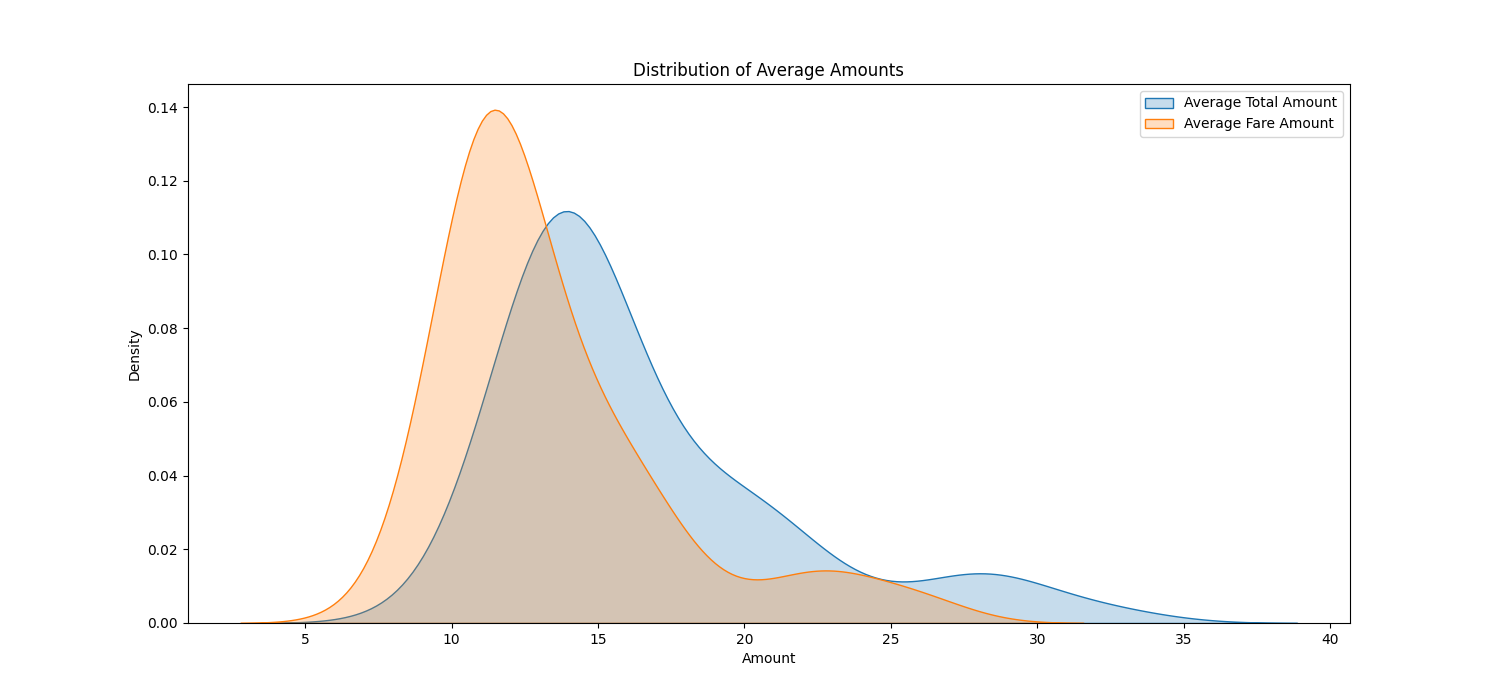 Distribution of Average Amounts
Average Total Amount
Average Fare Amount
0.14
0.12
0.10
0.08
0.06
0.04
0.02
0.00
Density
5 10 15 20 25 30 35 40
Amount